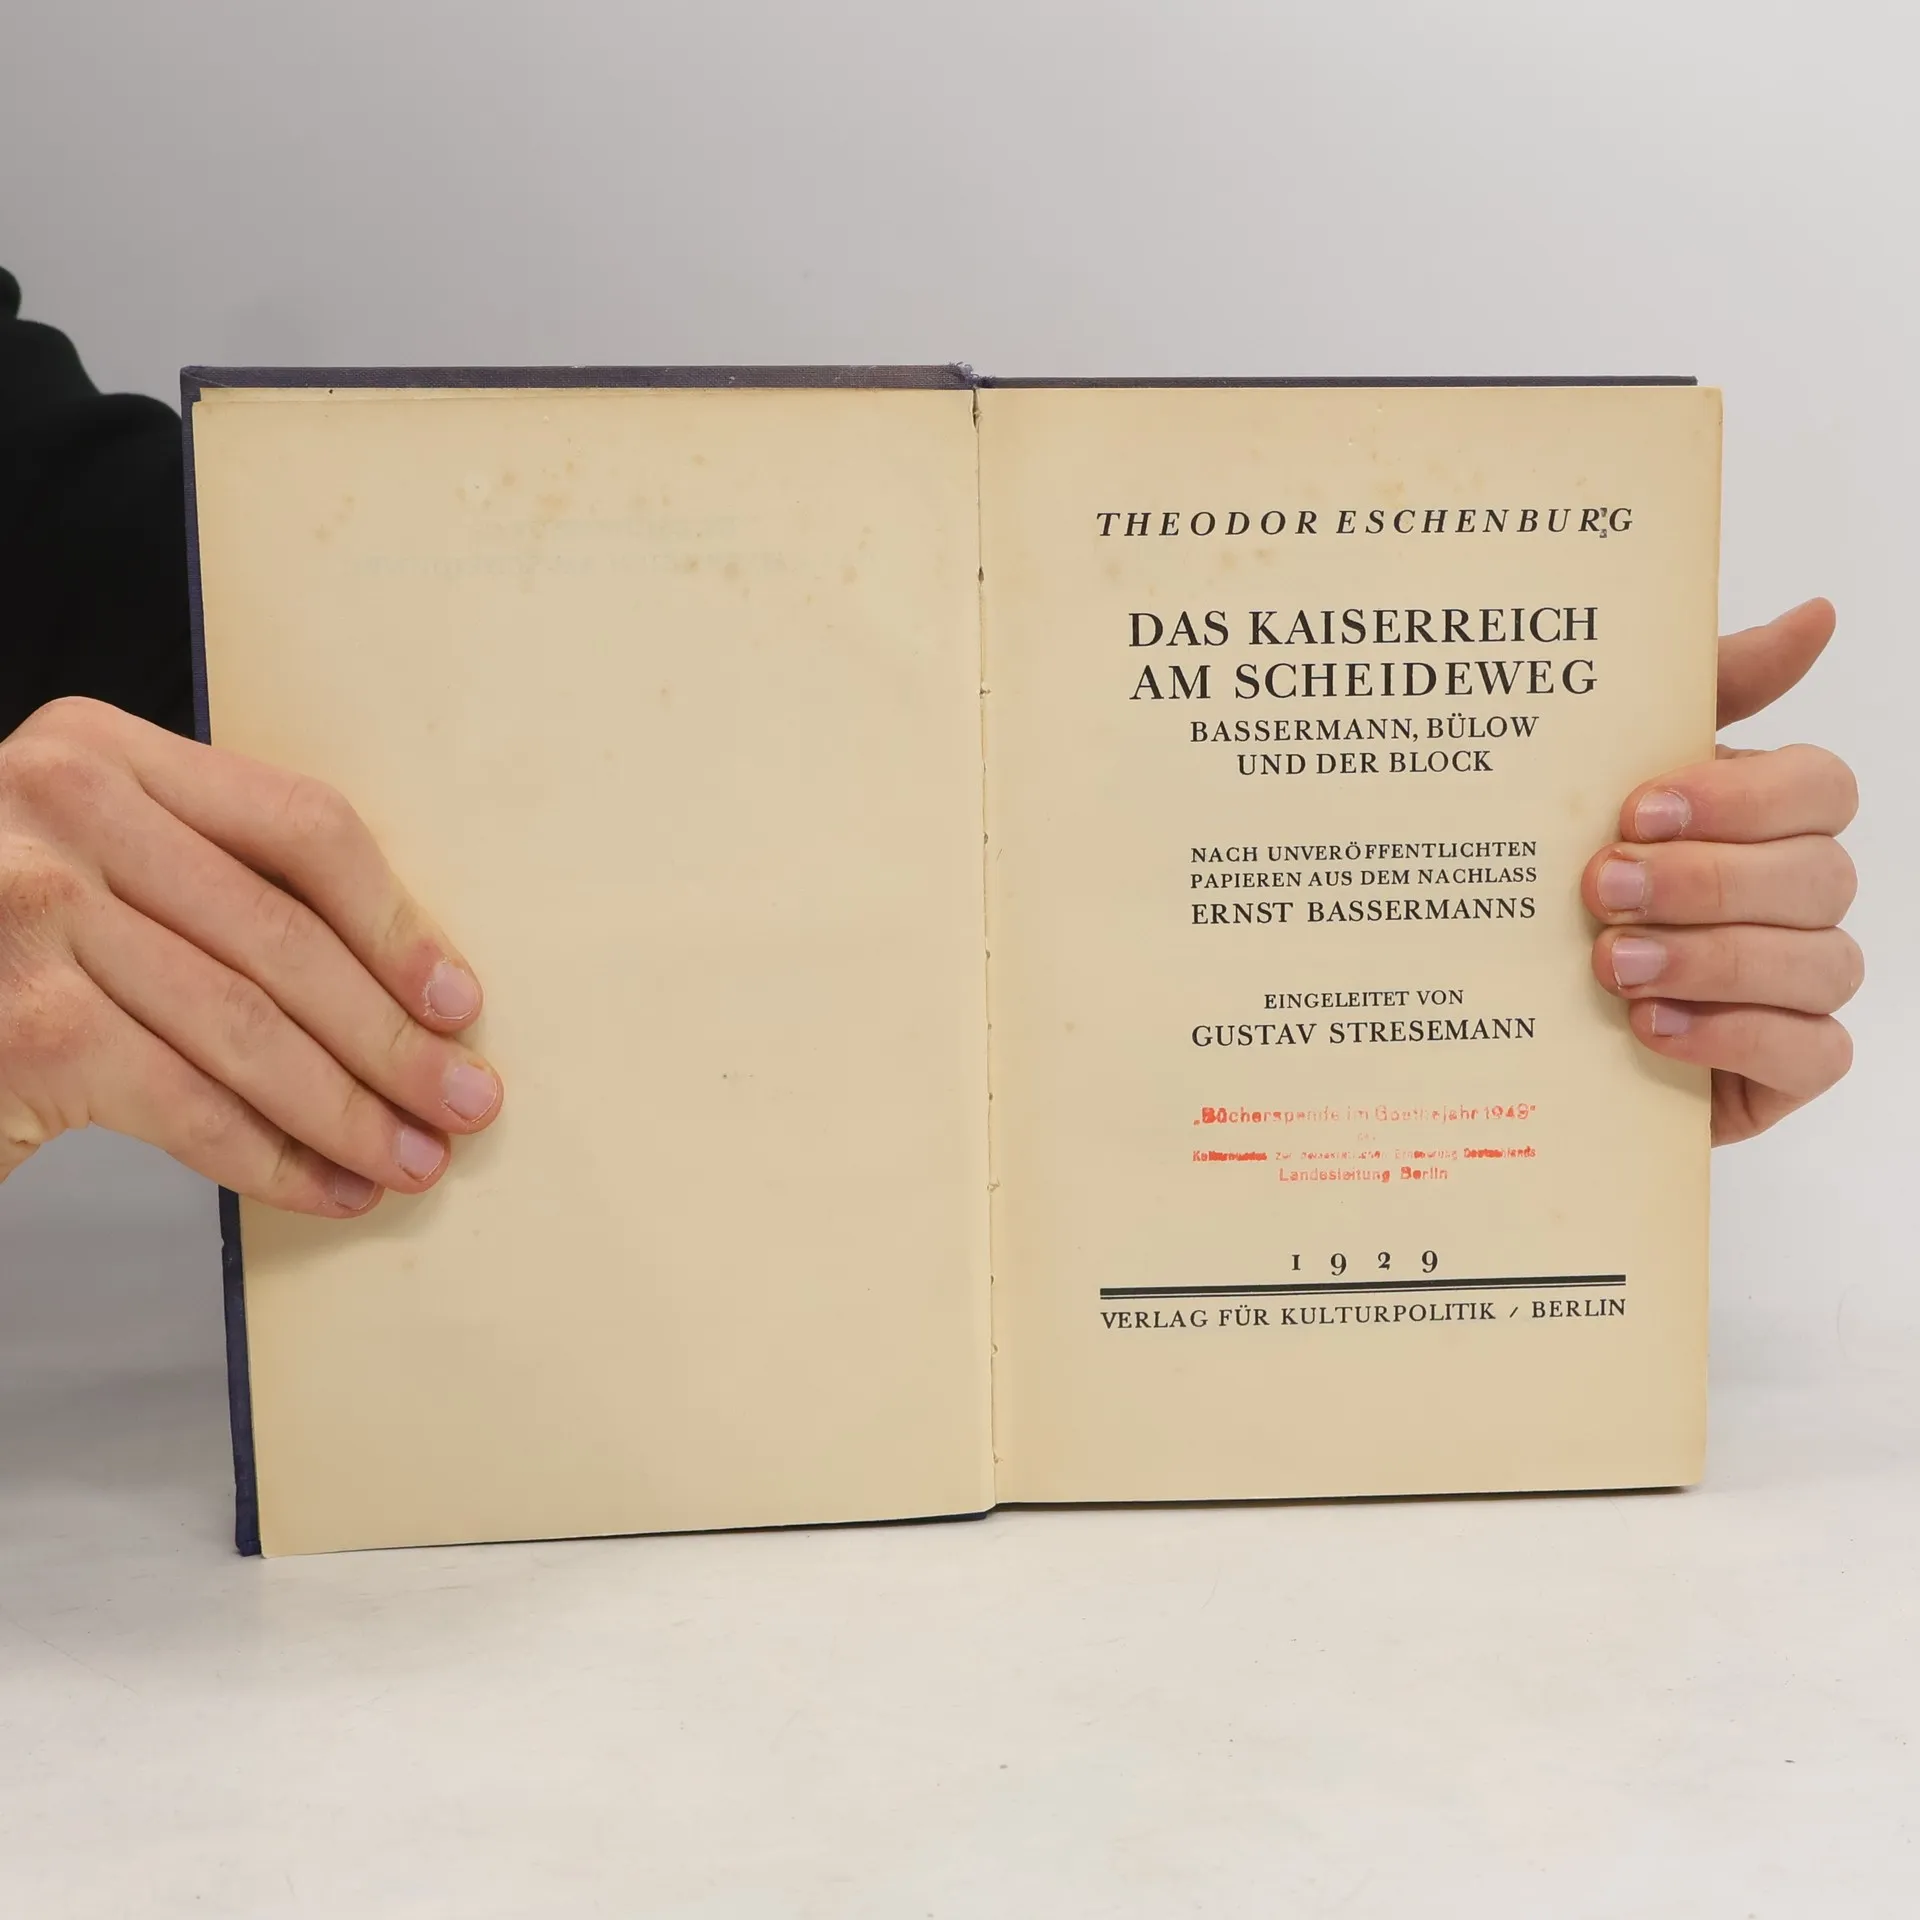 THEODOR ESCHENBURG
DAS KAISERREICH
AM SCHEIDEWEG
BASSERMANN, BÜLOW
UND DER BLOCK
NACH UNVERÖFFENTLICHTEN
PAPIEREN AUS DEM NACHLASS
ERNST BASSERMANNS
EINGELEITET VON
GUSTAV STRESEMANN
„Bücherspende im Goethejahr 1949"
Deutschlands
Landesleitung Berlin
1929
VERLAG FÜR KULTURPOLITIK / BERLIN